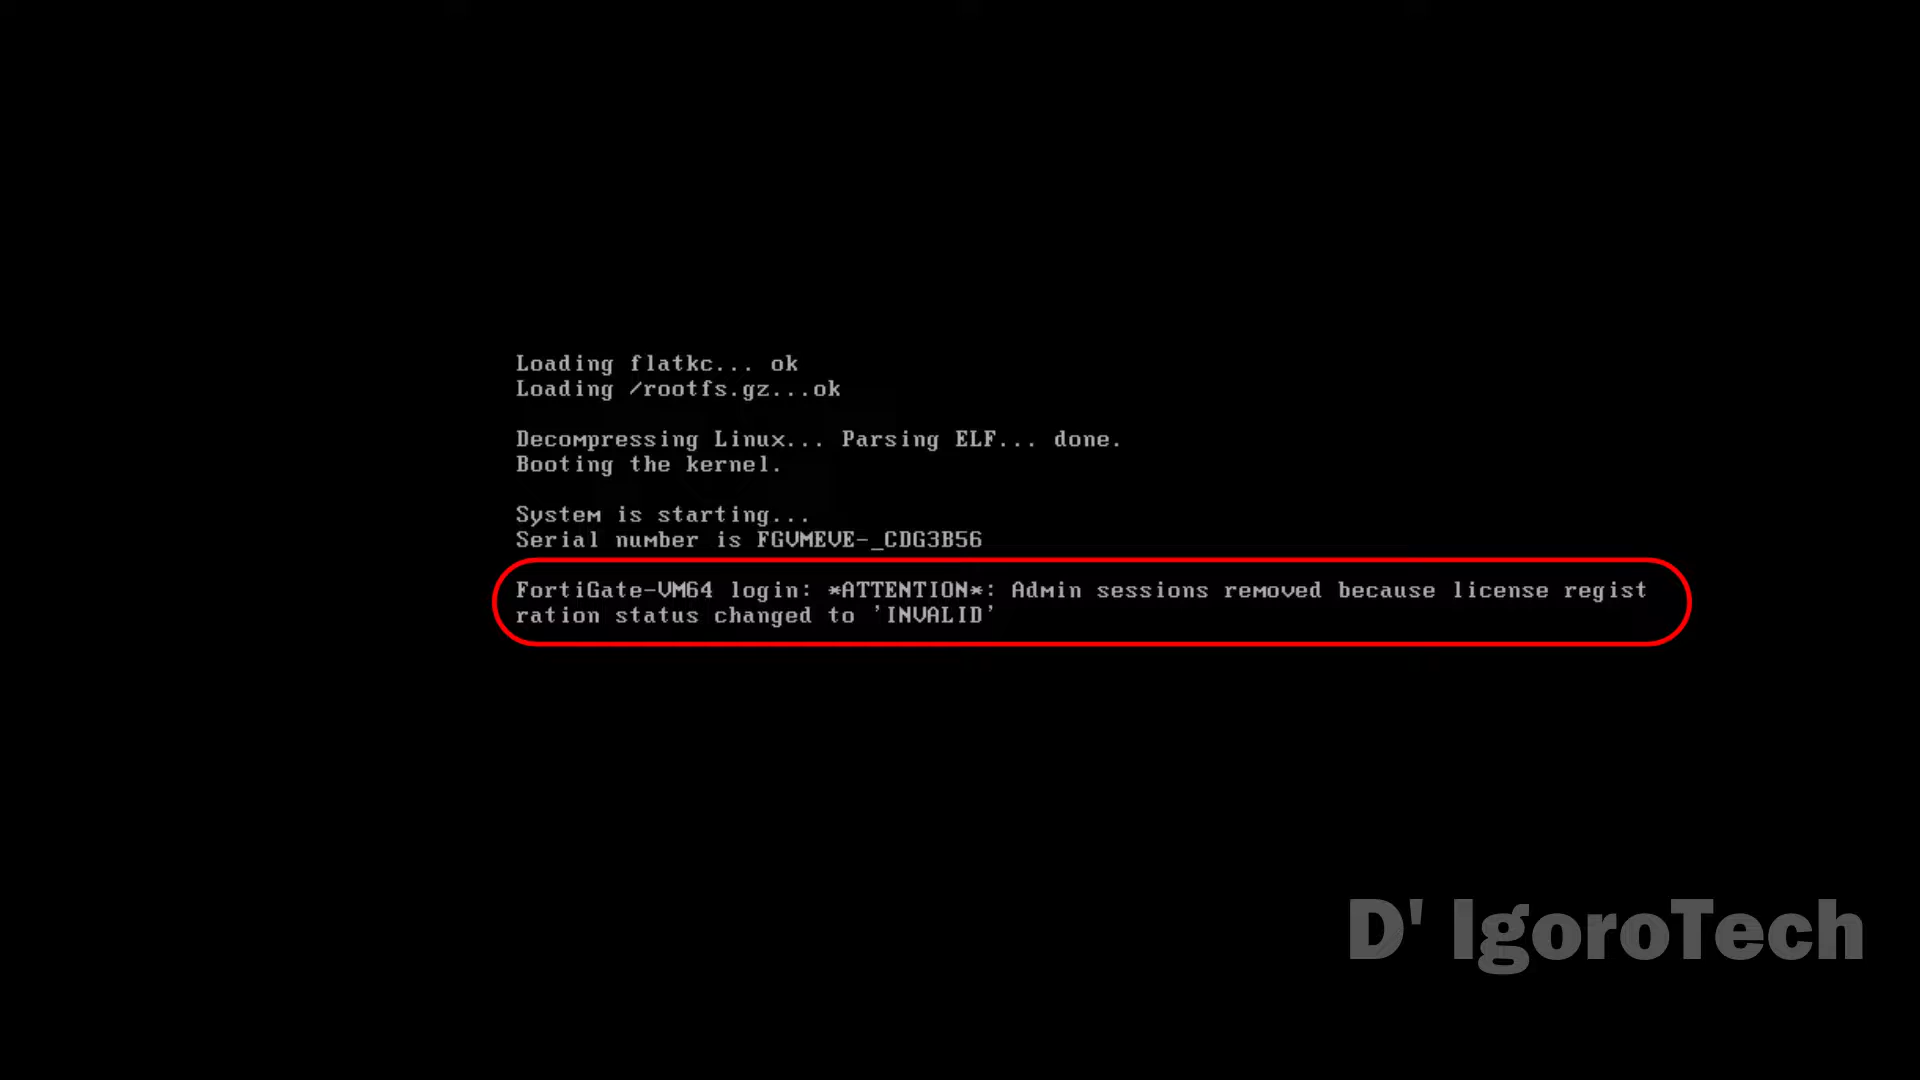 Loading flatkc... ok
Loading /rootfs.gz...ok
Decompressing Linux... Parsing ELF... done.
Booting the kernel.
System is starting...
Serial number is FGVMEVE-_CDG3B56
FortiGate-VM64 login: *ATTENTION*: Admin sessions removed because license regist
ration status changed to 'INVALID'
D' IgoroTech